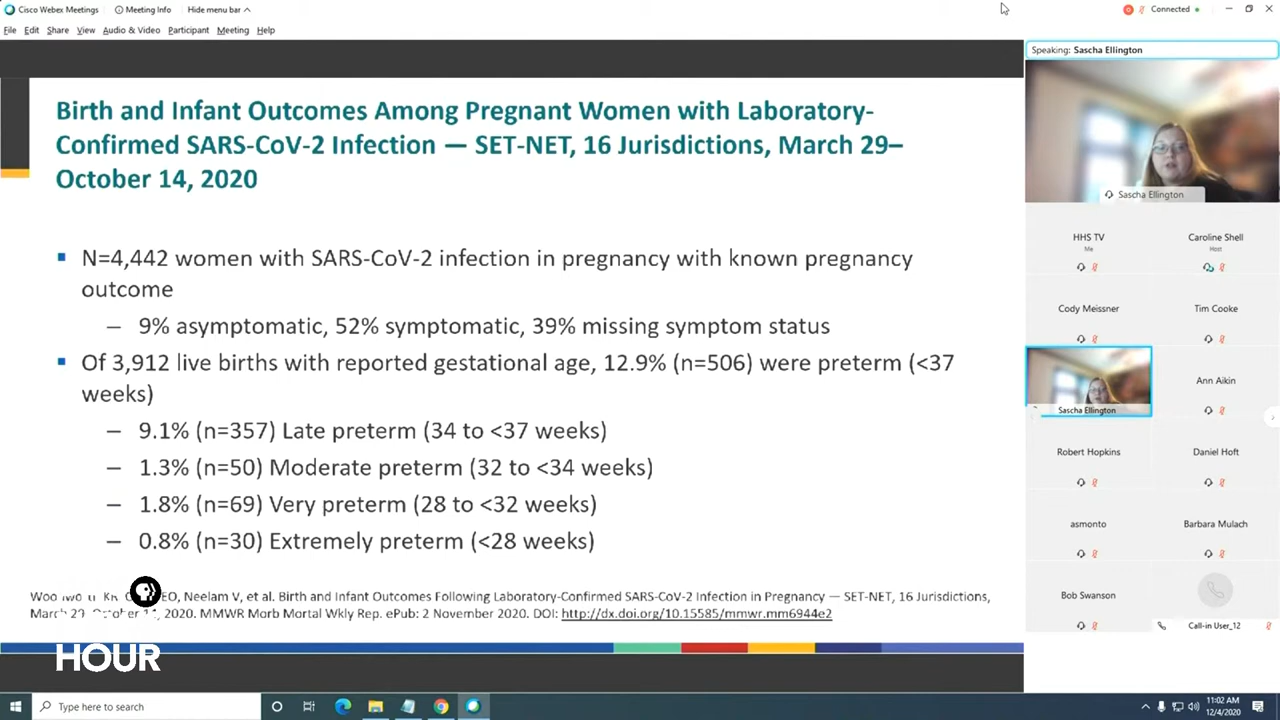 Cisco Webex Meetings Meeting Info Hide menu bar
Connected
File Edit Share View Audio & Video Participant Meeting Help
Speaking: Sascha Ellington
Sascha Ellington
Birth and Infant Outcomes Among Pregnant Women with Laboratory-
Confirmed SARS-CoV-2 Infection — SET-NET, 16 Jurisdictions, March 29–
October 14, 2020
N=4,442 women with SARS-CoV-2 infection in pregnancy with known pregnancy
outcome
– 9% asymptomatic, 52% symptomatic, 39% missing symptom status
Of 3,912 live births with reported gestational age, 12.9% (n=506) were preterm (<37
weeks)
– 9.1% (n=357) Late preterm (34 to <37 weeks)
– 1.3% (n=50) Moderate preterm (32 to <34 weeks)
– 1.8% (n=69) Very preterm (28 to <32 weeks)
– 0.8% (n=30) Extremely preterm (<28 weeks)
Neelam V, et al. Birth and Infant Outcomes Following Laboratory-Confirmed SARS-CoV-2 Infection in Pregnancy — SET-NET, 16 Jurisdictions,
14, 2020. MMWR Morb Mortal Wkly Rep. ePub: 2 November 2020. DOI: http://dx.doi.org/10.15585/mmwr.mm6944e2
HOUR
HHS TV
Me
Caroline Shell
Host
Cody Meissner
Tim Cooke
Sascha Ellington
Ann Aikin
Robert Hopkins
Daniel Hoft
asmonto
Barbara Mulach
Bob Swanson
Call-in User_12
Type here to search
11:02 AM
12/4/2020